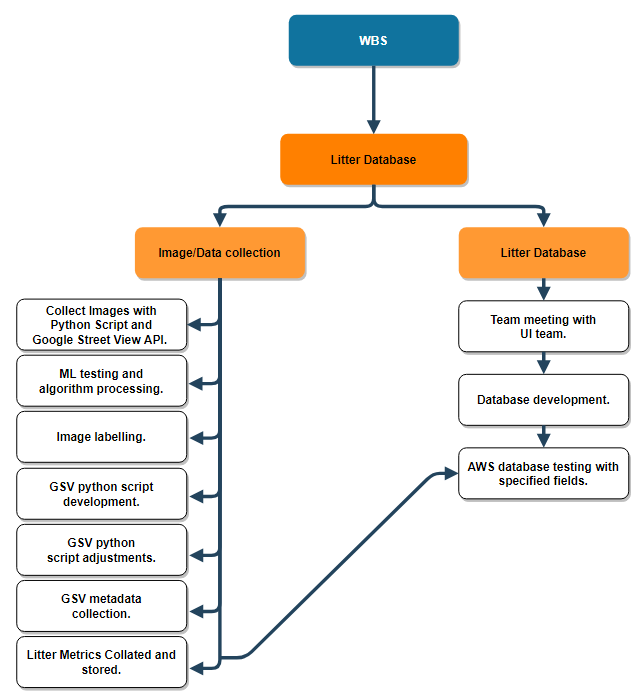 WBS
Litter Database
Image/Data collection
Collect Images with
Python Script and
Google Street View API.
ML testing and
algorithm processing.
Image labelling.
GSV python script
development.
GSV python
script adjustments.
GSV metadata
collection.
Litter Metrics Collated and
stored.
Litter Database
Team meeting with
UI team.
Database development.
AWS database testing with
specified fields.